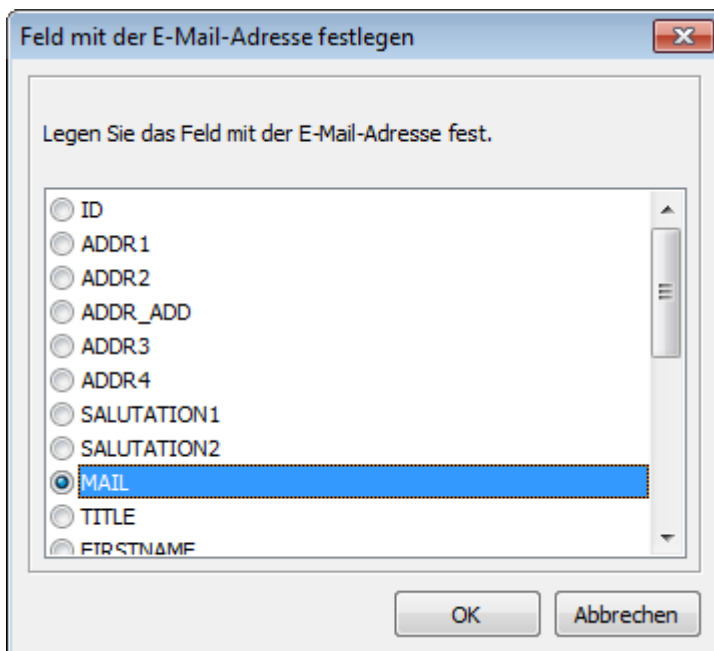 Feld mit der E-Mail-Adresse festlegen
Legen Sie das Feld mit der E-Mail-Adresse fest.
ID
ADDR1
ADDR2
ADDR_ADD
ADDR3
ADDR4
SALUTATION1
SALUTATION2
MAIL
TITLE
FIRSTNAME
OK
Abbrechen